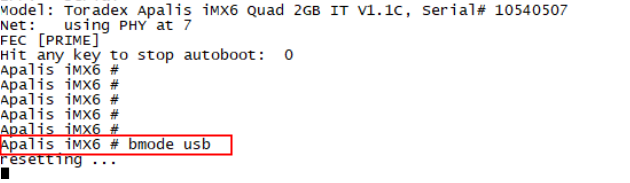 Model: Toradex Apalis iMX6 Quad 2GB IT V1.1C, Serial# 10540507
Net:   using PHY at 7
FEC [PRIME]
Hit any key to stop autoboot:  0
Apalis iMX6 #
Apalis iMX6 #
Apalis iMX6 #
Apalis iMX6 #
Apalis iMX6 #
Apalis iMX6 # bmode usb
resetting ...